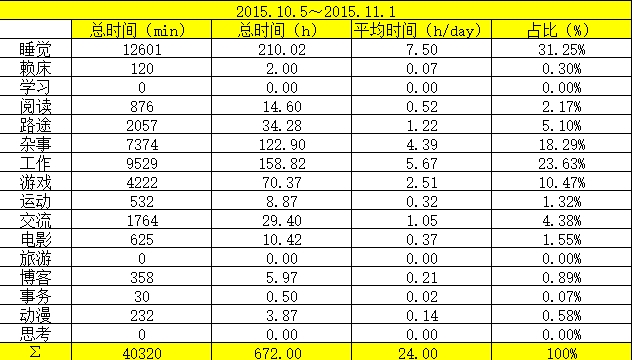 2015.10.5～2015.11.1
总时间（min） 总时间（h） 平均时间（h/day） 占比（%）
睡觉 12601 210.02 7.50 31.25%
赖床 120 2.00 0.07 0.30%
学习 0 0.00 0.00 0.00%
阅读 876 14.60 0.52 2.17%
路途 2057 34.28 1.22 5.10%
杂事 7374 122.90 4.39 18.29%
工作 9529 158.82 5.67 23.63%
游戏 4222 70.37 2.51 10.47%
运动 532 8.87 0.32 1.32%
交流 1764 29.40 1.05 4.38%
电影 625 10.42 0.37 1.55%
旅游 0 0.00 0.00 0.00%
博客 358 5.97 0.21 0.89%
事务 30 0.50 0.02 0.07%
动漫 232 3.87 0.14 0.58%
思考 0 0.00 0.00 0.00%
Σ 40320 672.00 24.00 100%